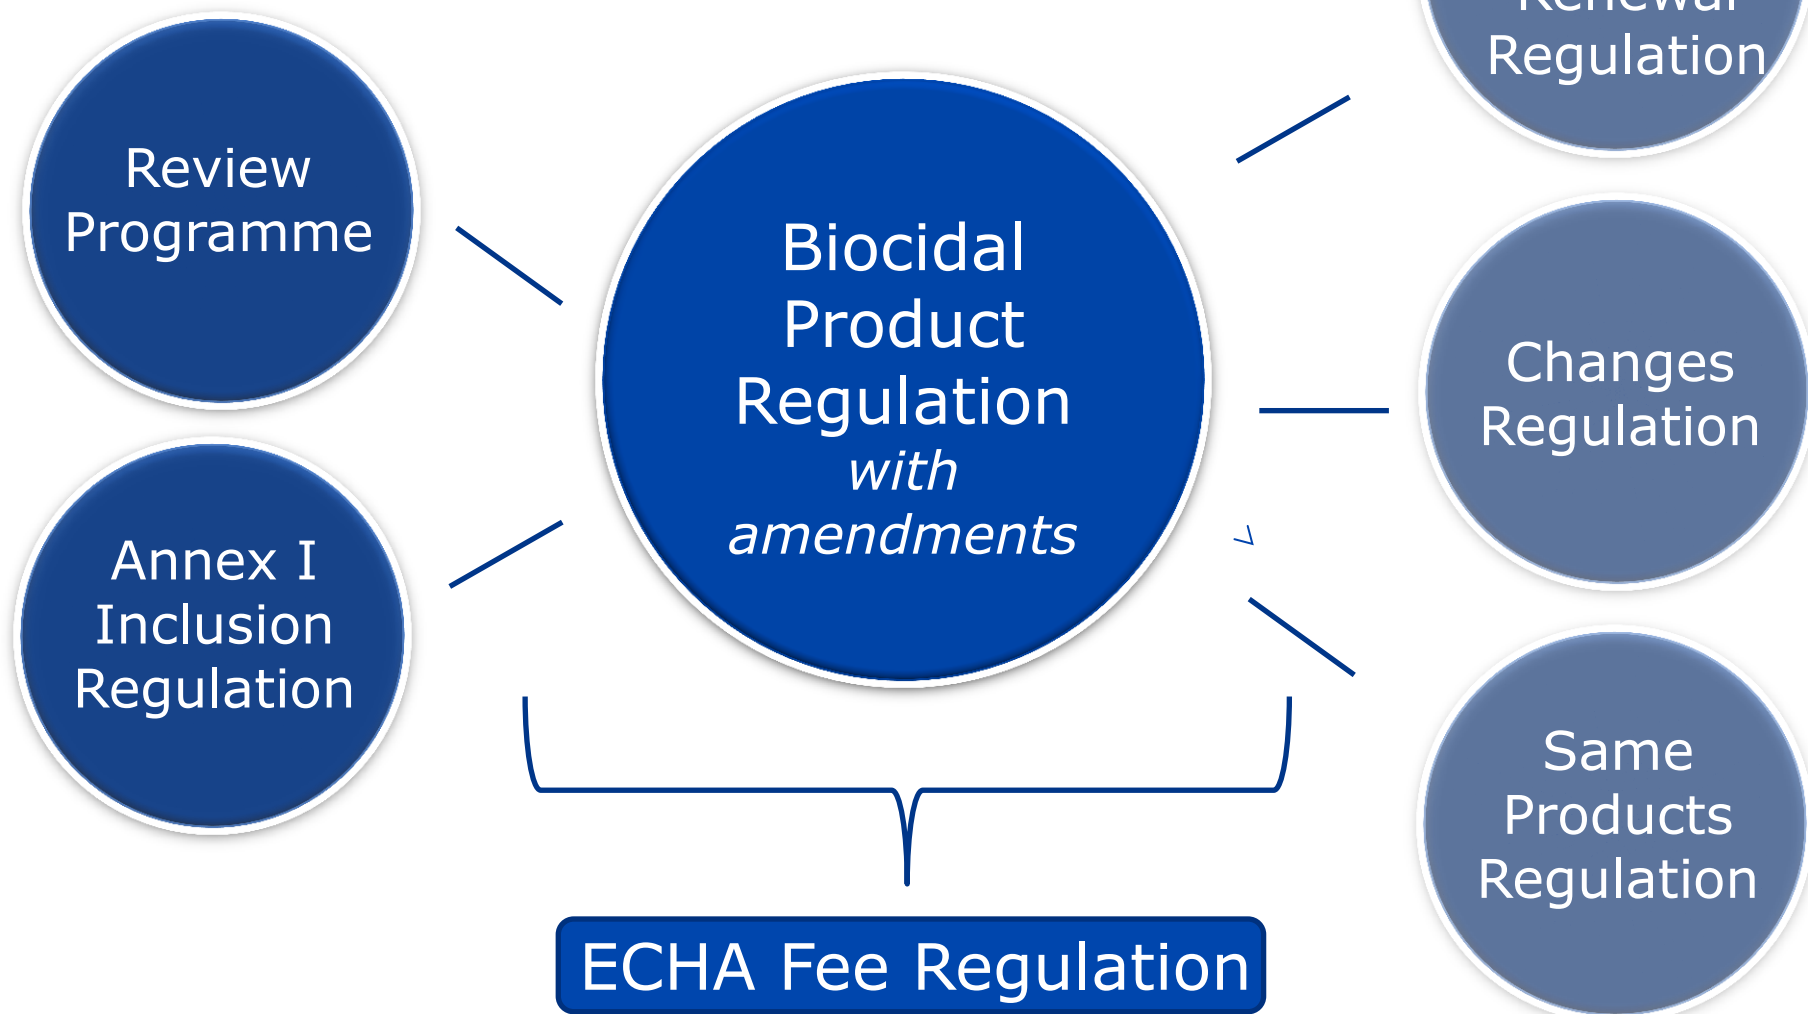 Review
Programme
Annex I
Inclusion
Regulation
Biocidal
Product
Regulation
with
amendments
Renewal
Regulation
Changes
Regulation
Same
Products
Regulation
ECHA Fee Regulation